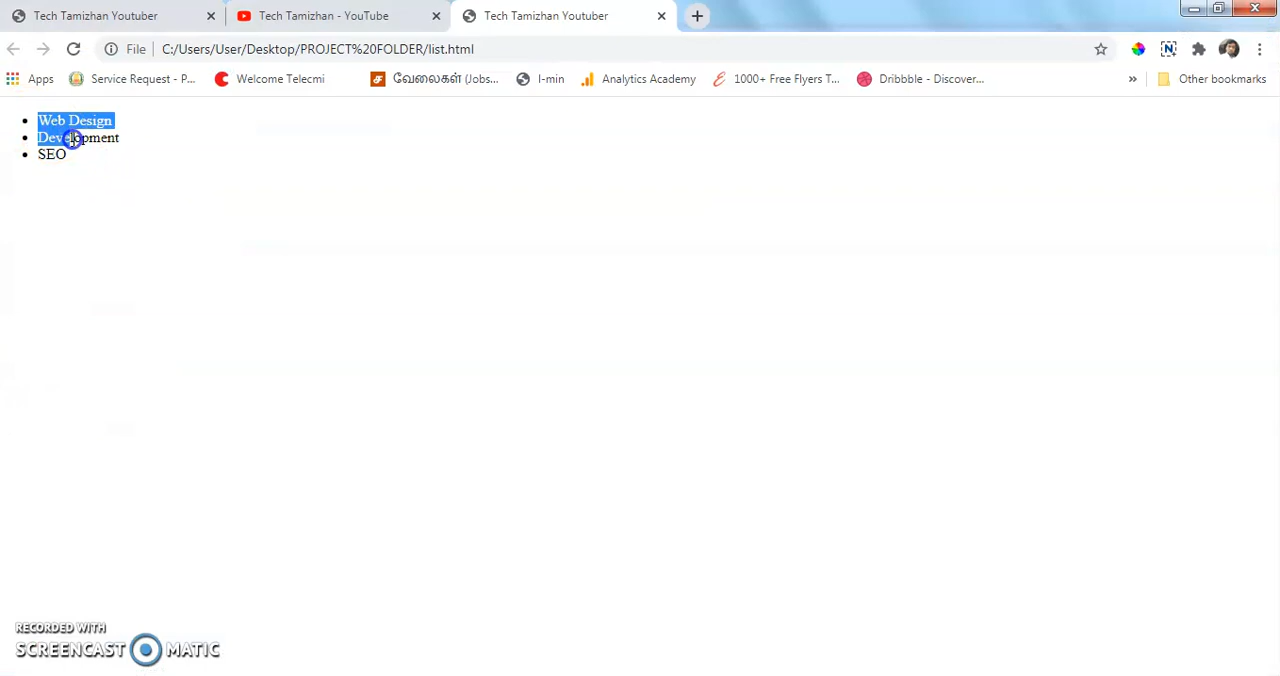 Tech Tamizhan Youtuber
Tech Tamizhan - YouTube
Tech Tamizhan Youtuber
File
C:/Users/User/Desktop/PROJECT%20FOLDER/list.html
Apps
Service Request - P...
Welcome Telecmi
வேலைகள் (Jobs...
I-min
Analytics Academy
1000+ Free Flyers T...
Dribbble - Discover...
»
Other bookmarks
• Web Design
• Development
• SEO
RECORDED WITH
SCREENCAST MATIC